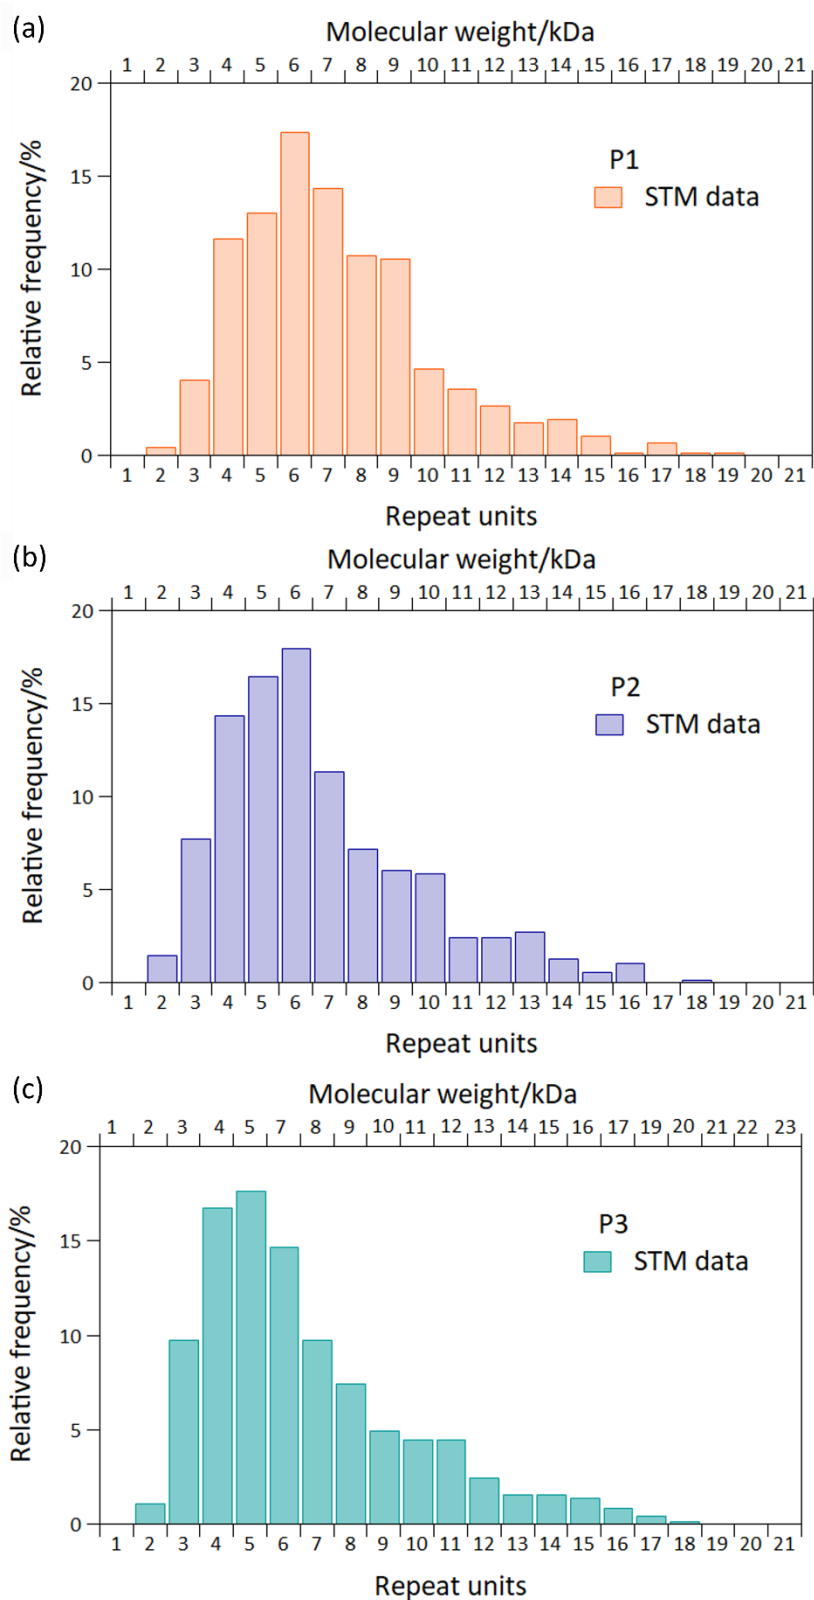 (a)
Molecular weight/kDa
1 2 3 4 5 6 7 8 9 10 11 12 13 14 15 16 17 18 19 20 21
20
15
10
5
0
Relative frequency/%
P1
STM data
1 2 3 4 5 6 7 8 9 10 11 12 13 14 15 16 17 18 19 20 21
Repeat units
(b)
Molecular weight/kDa
1 2 3 4 5 6 7 8 9 10 11 12 13 14 15 16 17 18 19 20 21
20
15
10
5
0
Relative frequency/%
P2
STM data
1 2 3 4 5 6 7 8 9 10 11 12 13 14 15 16 17 18 19 20 21
Repeat units
(c)
Molecular weight/kDa
1 2 3 4 5 7 8 9 10 11 12 13 14 15 16 17 19 20 21 22 23
20
15
10
5
0
Relative frequency/%
P3
STM data
1 2 3 4 5 6 7 8 9 10 11 12 13 14 15 16 17 18 19 20 21
Repeat units